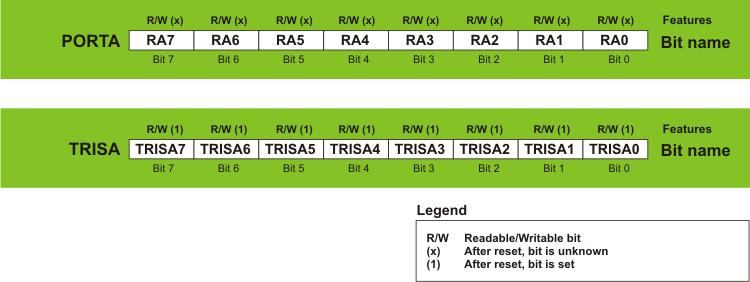 R/W (x) R/W (x) R/W (x) R/W (x) R/W (x) R/W (x) R/W (x) R/W (x) Features
PORTA RA7 RA6 RA5 RA4 RA3 RA2 RA1 RA0 Bit name
Bit 7 Bit 6 Bit 5 Bit 4 Bit 3 Bit 2 Bit 1 Bit 0
R/W (1) R/W (1) R/W (1) R/W (1) R/W (1) R/W (1) R/W (1) R/W (1) Features
TRISA TRISA7 TRISA6 TRISA5 TRISA4 TRISA3 TRISA2 TRISA1 TRISA0 Bit name
Bit 7 Bit 6 Bit 5 Bit 4 Bit 3 Bit 2 Bit 1 Bit 0
Legend
R/W Readable/Writable bit
(x) After reset, bit is unknown
(1) After reset, bit is set